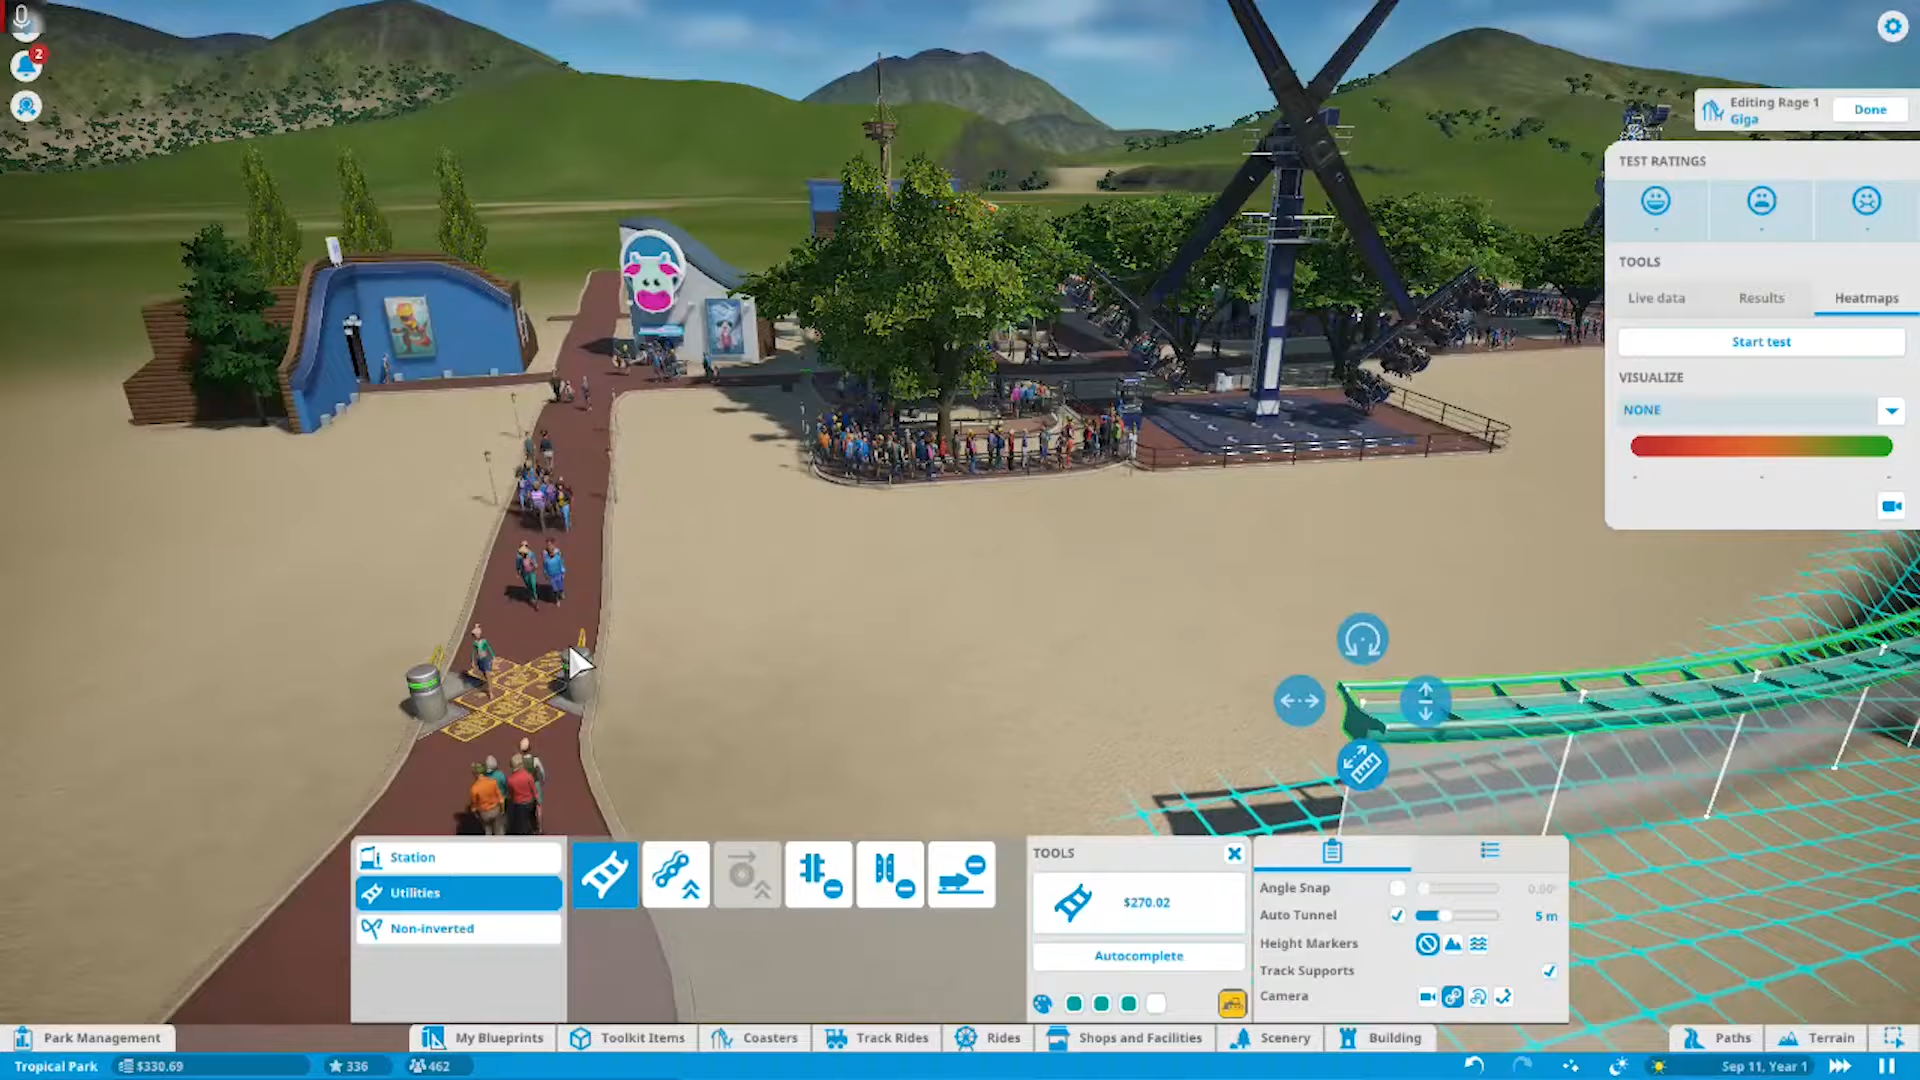 2
Editing Rage 1
Giga
Done
TEST RATINGS
- - -
TOOLS
Live data Results Heatmaps
Start test
VISUALIZE
NONE
- - -
Station
Utilities
Non-inverted
TOOLS
$270.02
Autocomplete
Angle Snap 0.00°
Auto Tunnel 5 m
Height Markers
Track Supports
Camera
Park Management
My Blueprints
Toolkit Items
Coasters
Track Rides
Rides
Shops and Facilities
Scenery
Building
Paths
Terrain
Tropical Park $330.69 336 462
Sep 11, Year 1